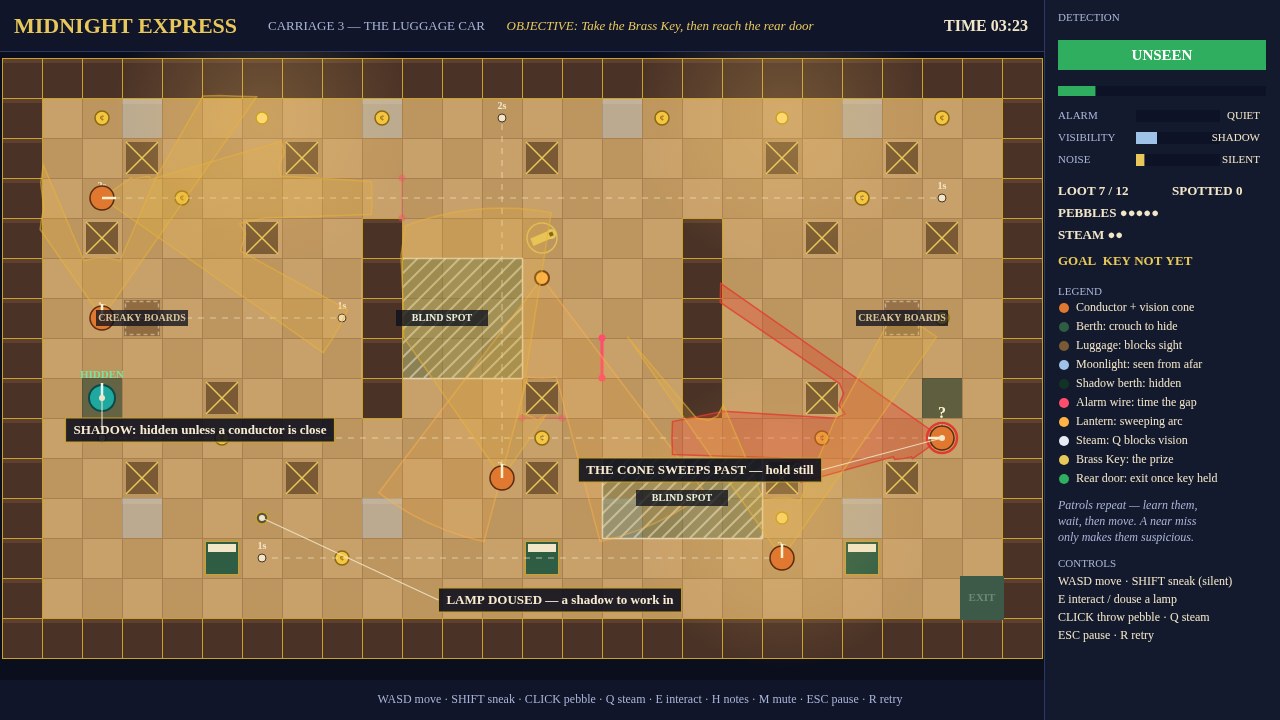 MIDNIGHT EXPRESS
CARRIAGE 3 — THE LUGGAGE CAR
OBJECTIVE: Take the Brass Key, then reach the rear door
TIME 03:23
DETECTION
UNSEEN
ALARM QUIET
VISIBILITY SHADOW
NOISE SILENT
LOOT 7 / 12 SPOTTED 0
PEBBLES ●●●●●
STEAM ●●
GOAL KEY NOT YET
LEGEND
Conductor + vision cone
Berth: crouch to hide
Luggage: blocks sight
Moonlight: seen from afar
Shadow berth: hidden
Alarm wire: time the gap
Lantern: sweeping arc
Steam: Q blocks vision
Brass Key: the prize
Rear door: exit once key held
Patrols repeat — learn them,
wait, then move. A near miss
only makes them suspicious.
CONTROLS
WASD move · SHIFT sneak (silent)
E interact / douse a lamp
CLICK throw pebble · Q steam
ESC pause · R retry
2s
1s
1s
CREAKY BOARDS
BLIND SPOT
CREAKY BOARDS
HIDDEN
?
SHADOW: hidden unless a conductor is close
THE CONE SWEEPS PAST — hold still
BLIND SPOT
1s
LAMP DOUSED — a shadow to work in
EXIT
WASD move · SHIFT sneak · CLICK pebble · Q steam · E interact · H notes · M mute · ESC pause · R retry